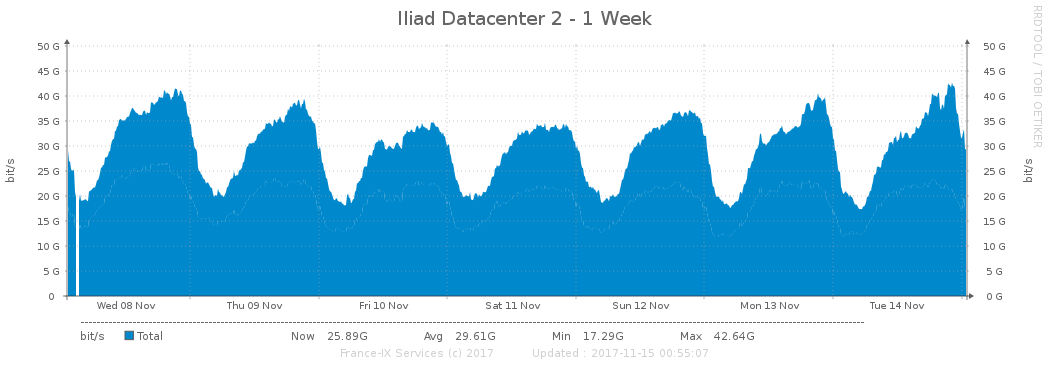 Iliad Datacenter 2 - 1 Week
RRDTOOL / TOBI OETIKER
50 G 50 G
45 G 45 G
40 G 40 G
35 G 35 G
30 G 30 G
25 G 25 G
20 G 20 G
15 G 15 G
10 G 10 G
5 G 5 G
0 0 G
bit/s
bit/s
Wed 08 Nov Thu 09 Nov Fri 10 Nov Sat 11 Nov Sun 12 Nov Mon 13 Nov Tue 14 Nov
bit/s Total Now 25.89G Avg 29.61G Min 17.29G Max 42.64G
France-IX Services (c) 2017 Updated : 2017-11-15 00:55:07